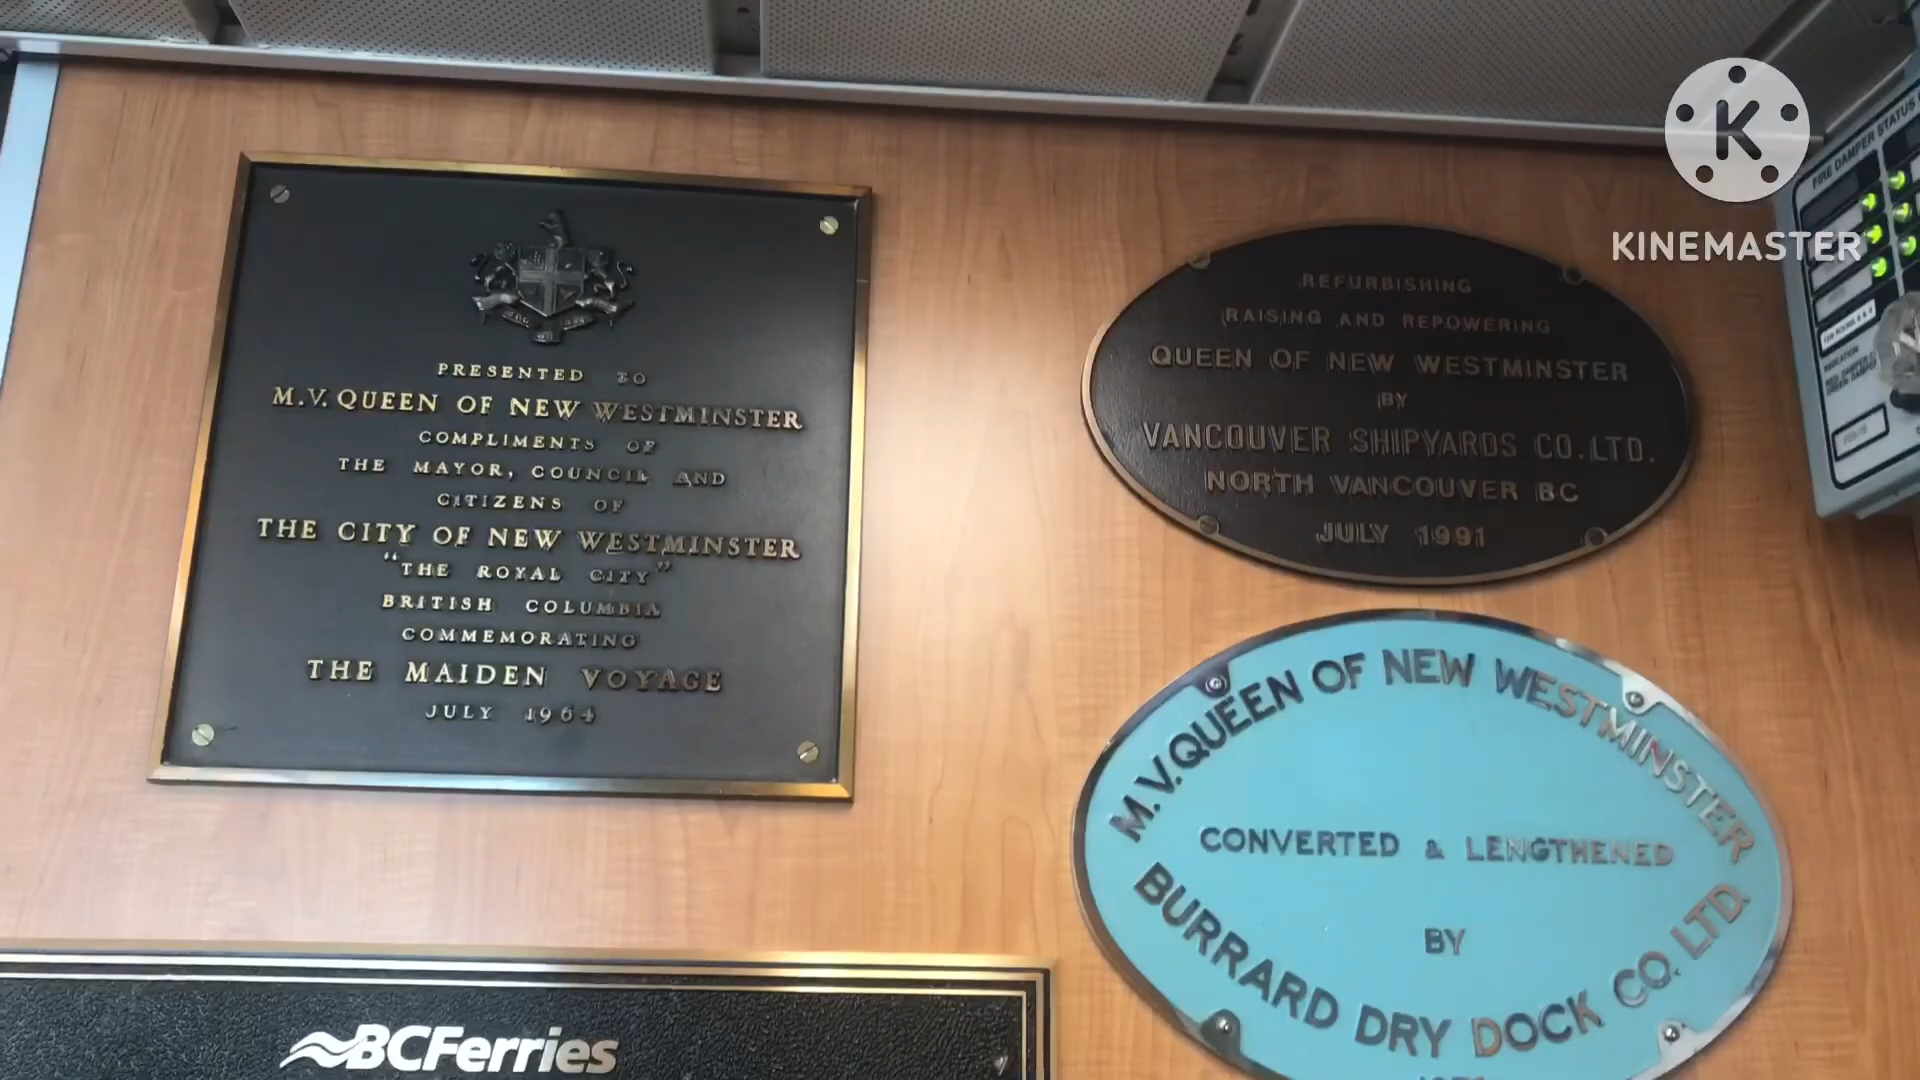 PRESENTED TO
M.V. QUEEN OF NEW WESTMINSTER
COMPLIMENTS OF
THE MAYOR, COUNCIL AND
CITIZENS OF
THE CITY OF NEW WESTMINSTER
"THE ROYAL CITY"
BRITISH COLUMBIA
COMMEMORATING
THE MAIDEN VOYAGE
JULY 1964
REFURBISHING
RAISING AND REPOWERING
QUEEN OF NEW WESTMINSTER
BY
VANCOUVER SHIPYARDS CO. LTD.
NORTH VANCOUVER BC
JULY 1991
M.V. QUEEN OF NEW WESTMINSTER
CONVERTED & LENGTHENED
BY
BURRARD DRY DOCK CO. LTD.
BCFerries
FIRE DAMPER STATUS
K
KINEMASTER